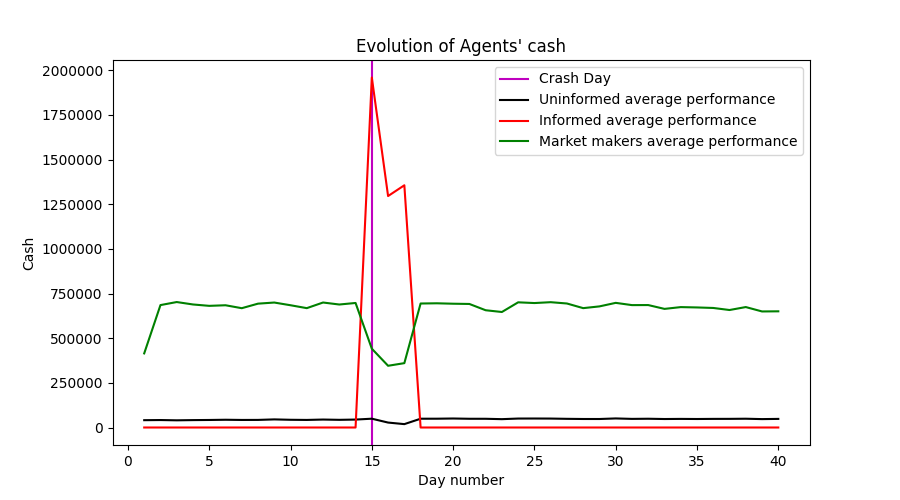 Evolution of Agents' cash
Crash Day
Uninformed average performance
Informed average performance
Market makers average performance
2000000
1750000
1500000
1250000
1000000
750000
500000
250000
0
Cash
0 5 10 15 20 25 30 35 40
Day number